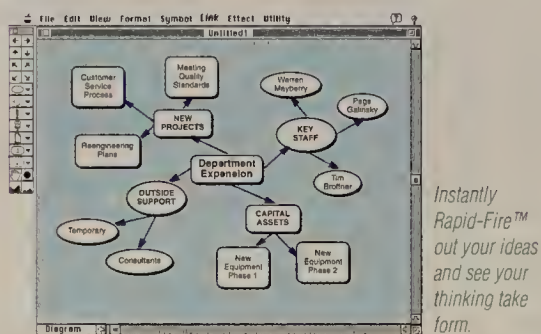 File Edit View Format Symbol Link Effect Utility
Untitled1
Customer
Service
Process
Meeting
Quality
Standards
Reengineering
Plans
NEW
PROJECTS
Warren
Mayberry
Page
Galinsky
KEY
STAFF
Tim
Broffner
Department
Expansion
OUTSIDE
SUPPORT
Temporary
Consultants
CAPITAL
ASSETS
New
Equipment
Phase 1
New
Equipment
Phase 2
Diagram
Instantly
Rapid-Fire™
out your ideas
and see your
thinking take
form.